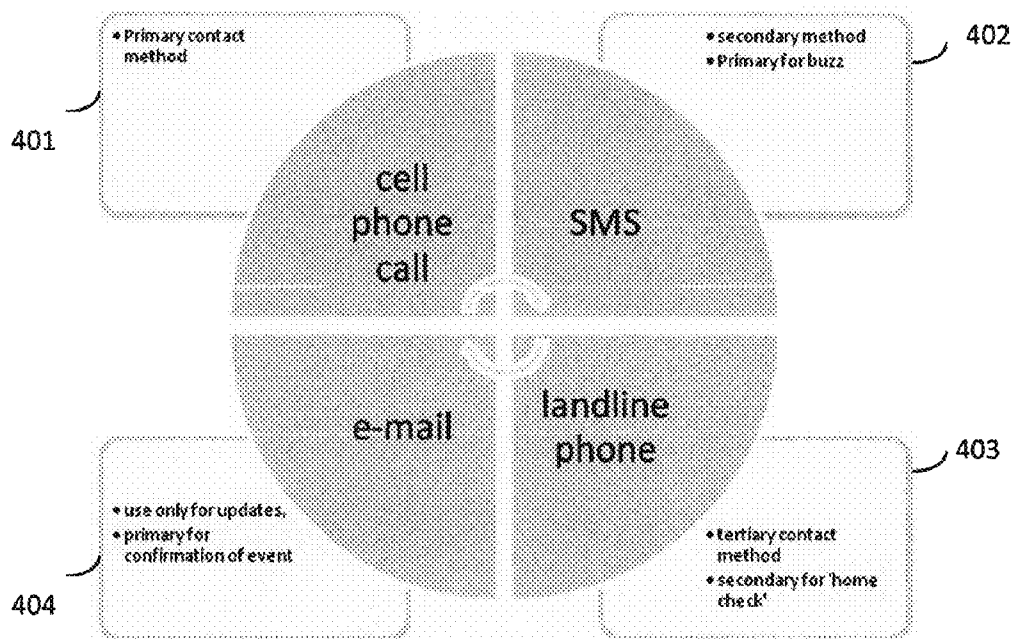 • Primary contact
method
401
cell
phone
call
• secondary method
• Primary for buzz
402
SMS
e-mail
landline
phone
• use only for updates,
• primary for
confirmation of event
404
403
• tertiary contact
method
• secondary for 'home
check'